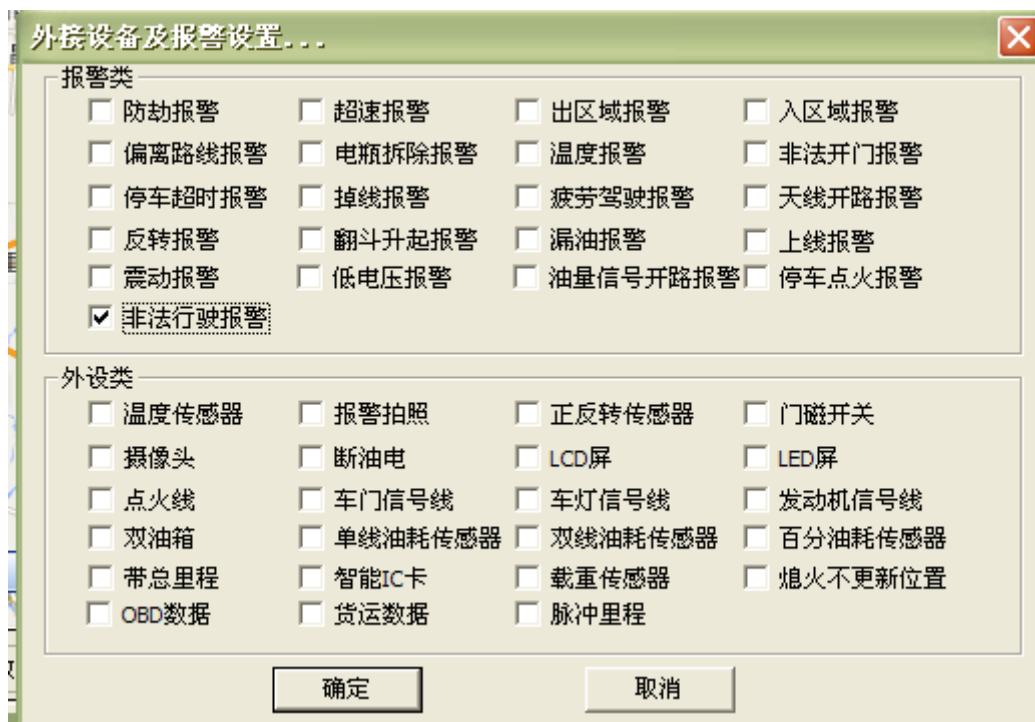 外接设备及报警设置...
报警类
防劫报警 超速报警 出区域报警 入区域报警
偏离路线报警 电瓶拆除报警 温度报警 非法开门报警
停车超时报警 掉线报警 疲劳驾驶报警 天线开路报警
反转报警 翻斗升起报警 漏油报警 上线报警
震动报警 低电压报警 油量信号开路报警 停车点火报警
非法行驶报警
外设类
温度传感器 报警拍照 正反转传感器 门磁开关
摄像头 断油电 LCD屏 LED屏
点火线 车门信号线 车灯信号线 发动机信号线
双油箱 单线油耗传感器 双线油耗传感器 百分油耗传感器
带总里程 智能IC卡 载重传感器 熄火不更新位置
OBD数据 货运数据 脉冲里程
确定 取消